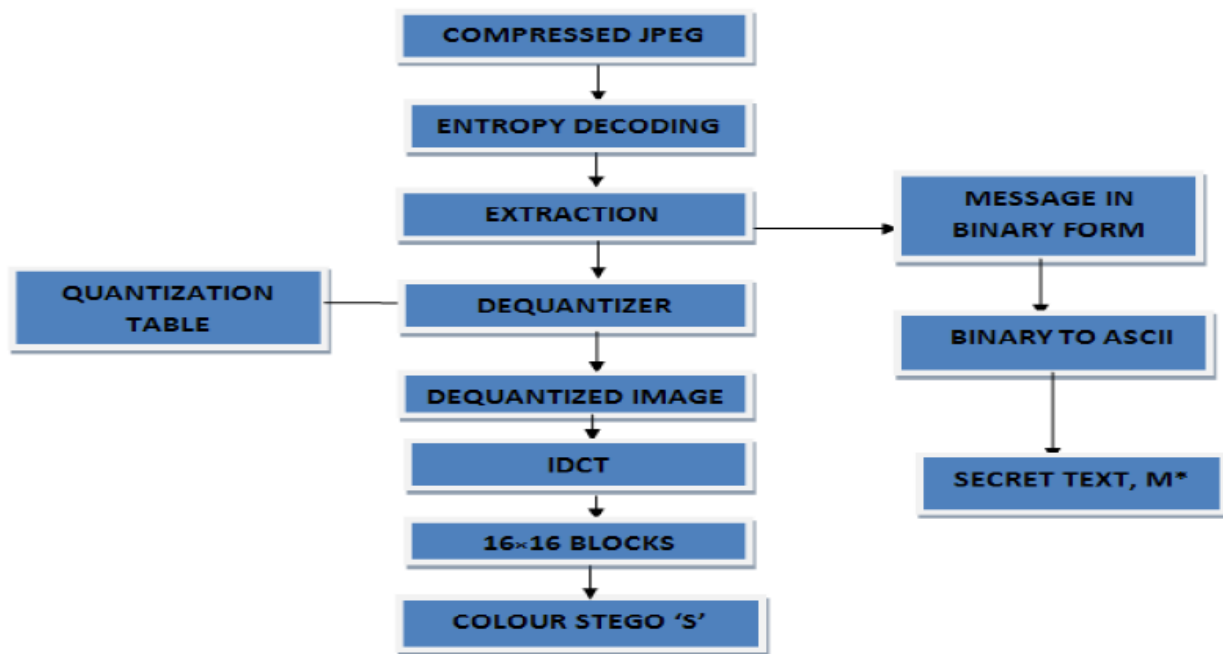 COMPRESSED JPEG
ENTROPY DECODING
EXTRACTION
MESSAGE IN
BINARY FORM
QUANTIZATION
TABLE
DEQUANTIZER
BINARY TO ASCII
DEQUANTIZED IMAGE
IDCT
SECRET TEXT, M*
16×16 BLOCKS
COLOUR STEGO ‘S’